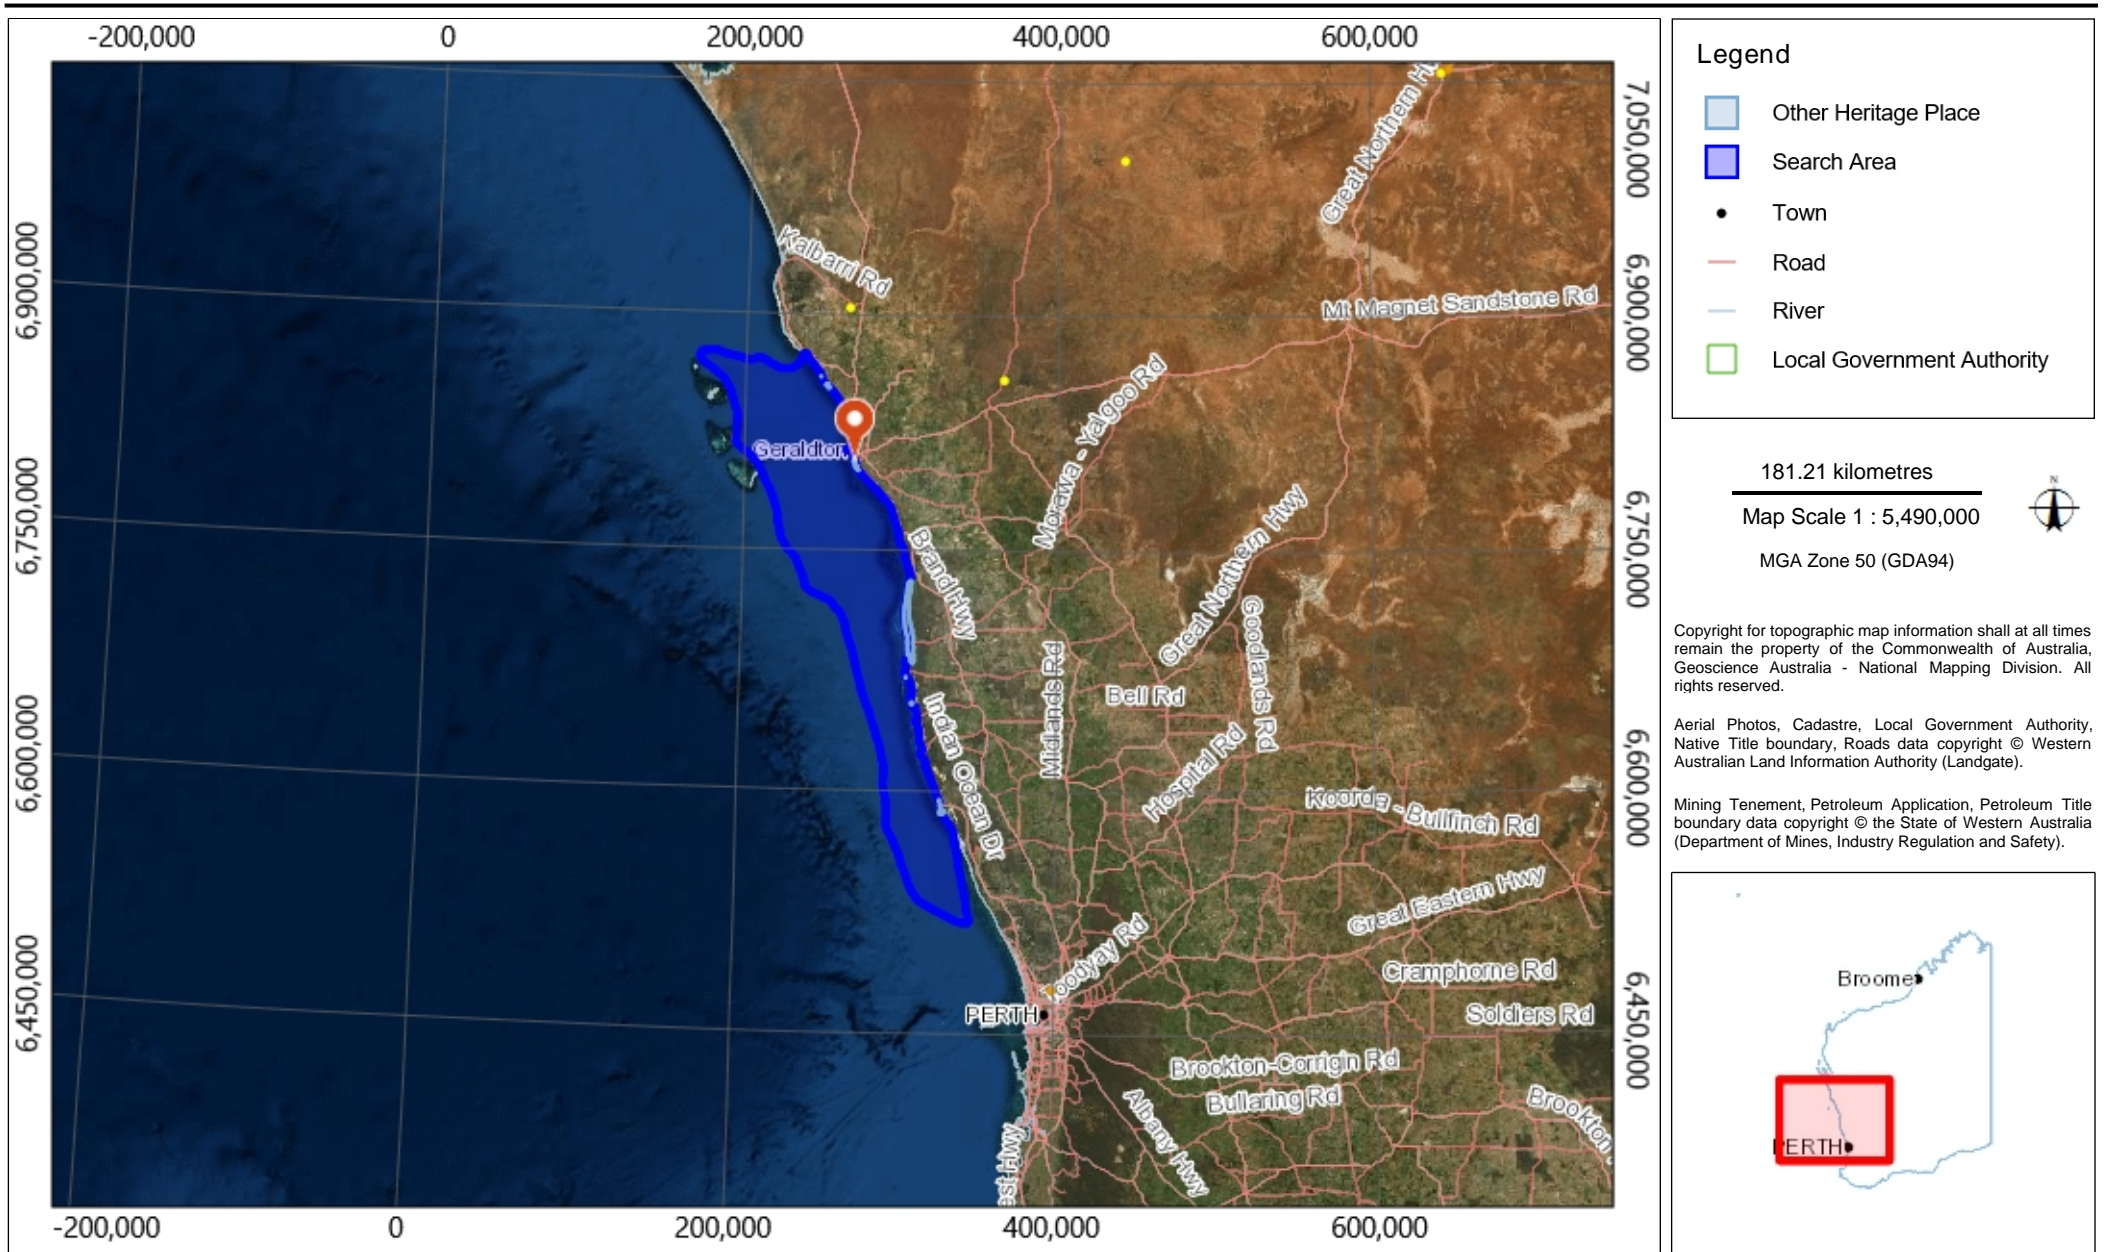 -200,000 0 200,000 400,000 600,000
7,050,000
6,900,000
6,750,000
6,600,000
6,450,000
6,900,000
6,750,000
6,600,000
6,450,000
Great Northern H
Kalbarri Rd
Mt Magnet Sandstone Rd
Morawa - Yalgoo Rd
Geraldton
Great Northern Hwy
Brand Hwy
Goodlands Rd
Midlands Rd
Bell Rd
Indian Ocean Dr
Hospital Rd
Koorda - Bullfinch Rd
Great Eastern Hwy
Toodyay Rd
Cramphorne Rd
PERTH
Soldiers Rd
Brookton-Corrigin Rd
Bullaring Rd
Albany Hwy
Brookton
est Hwy
-200,000 0 200,000 400,000 600,000
Legend
Other Heritage Place
Search Area
Town
Road
River
Local Government Authority
181.21 kilometres
Map Scale 1 : 5,490,000
MGA Zone 50 (GDA94)
N
Copyright for topographic map information shall at all times
remain the property of the Commonwealth of Australia,
Geoscience Australia - National Mapping Division. All
rights reserved.
Aerial Photos, Cadastre, Local Government Authority,
Native Title boundary, Roads data copyright © Western
Australian Land Information Authority (Landgate).
Mining Tenement, Petroleum Application, Petroleum Title
boundary data copyright © the State of Western Australia
(Department of Mines, Industry Regulation and Safety).
Broome
PERTH